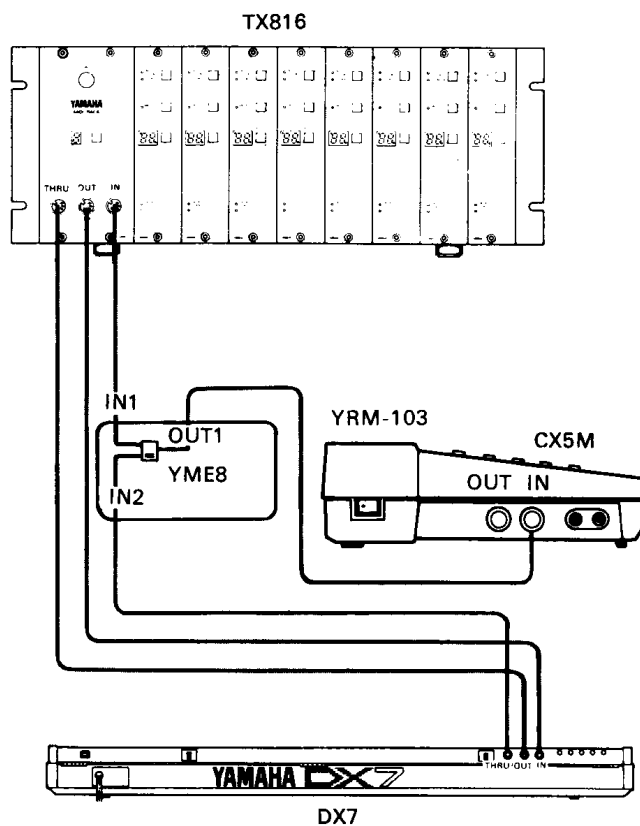 TX816
YAMAHA
THRU OUT IN
IN1
OUT1
YME8
IN2
YRM-103
CX5M
OUT IN
THRU OUT IN
YAMAHA DX7
DX7